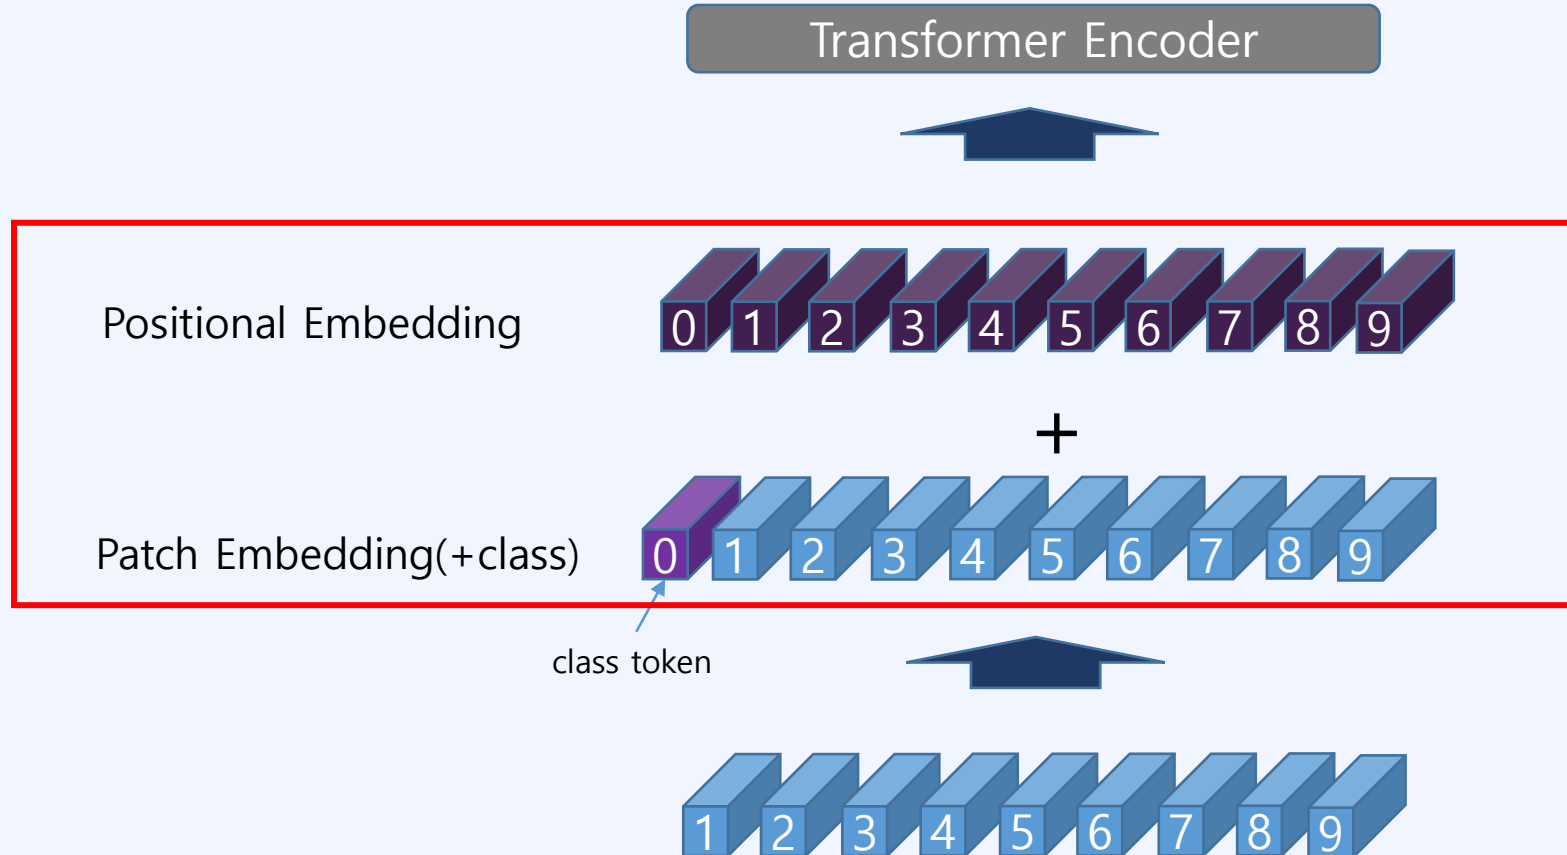 Transformer Encoder
Positional Embedding
0 1 2 3 4 5 6 7 8 9
+
Patch Embedding(+class)
0 1 2 3 4 5 6 7 8 9
class token
1 2 3 4 5 6 7 8 9